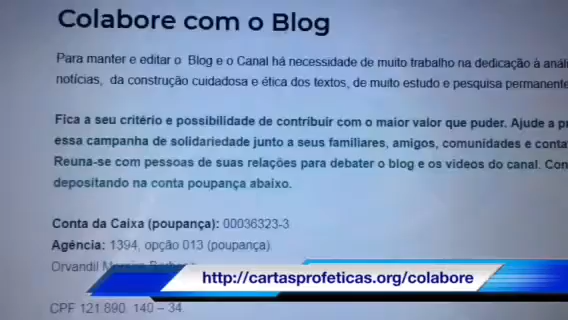 Colabore com o Blog
Para manter e editar o Blog e o Canal há necessidade de muito trabalho na dedicação à anál
notícias, da construção cuidadosa e ética dos textos, de muito estudo e pesquisa permanente
Fica a seu critério e possibilidade de contribuir com o maior valor que puder. Ajude a p
essa campanha de solidariedade junto a seus familiares, amigos, comunidades e conta
Reuna-se com pessoas de suas relações para debater o blog e os videos do canal. Con
depositando na conta poupança abaixo.
Conta da Caixa (poupança): 00036323-3
Agência: 1394, opção 013 (poupança)
Orvandil
http://cartasprofeticas.org/colabore
CPF 121.890. 140 – 34